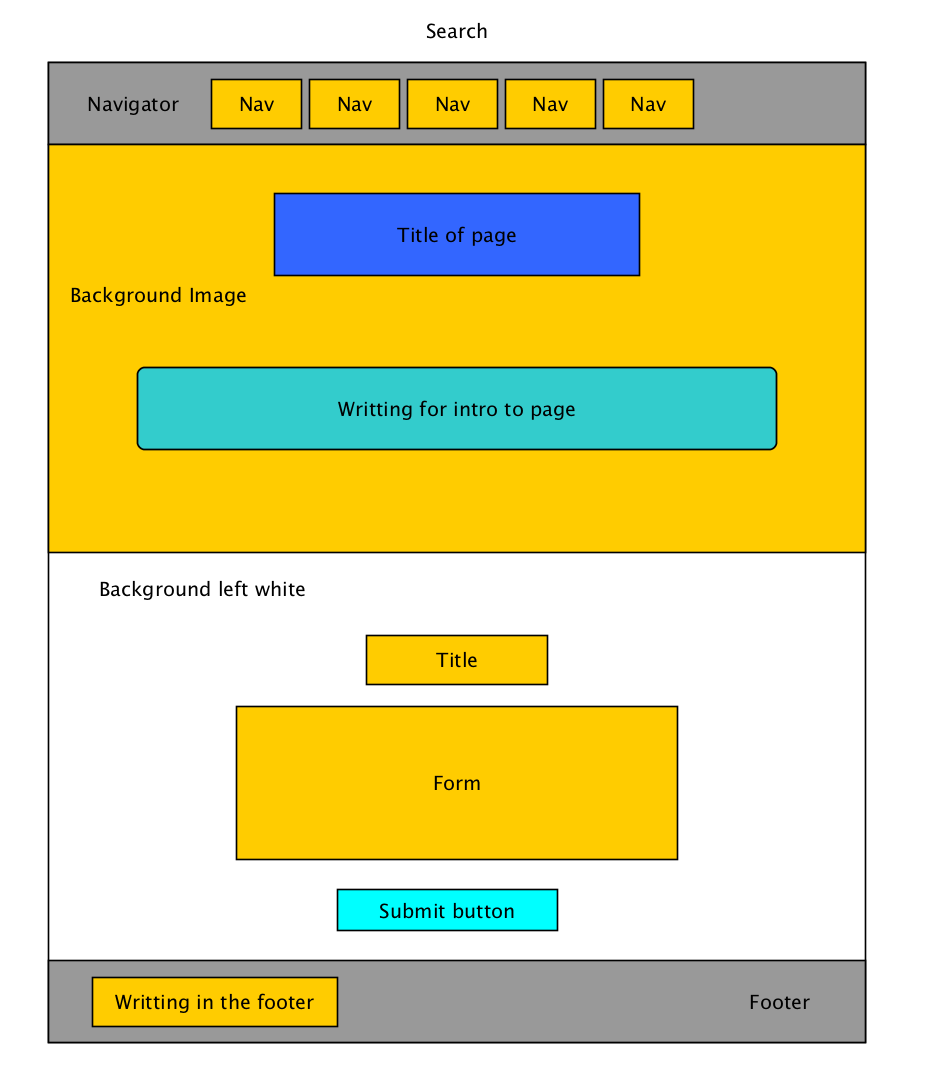 Search
Navigator Nav Nav Nav Nav Nav
Title of page
Background Image
Writting for intro to page
Background left white
Title
Form
Submit button
Writting in the footer Footer